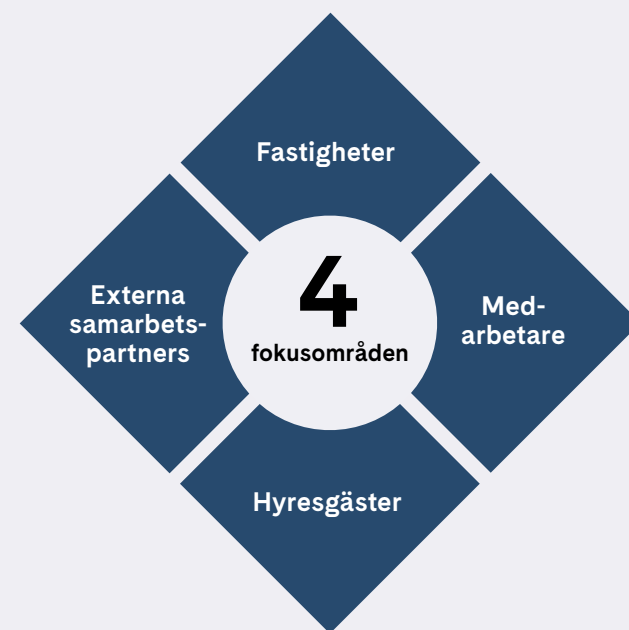 Fastigheter
Externa
samarbets-
partners
4
fokusområden
Med-
arbetare
Hyresgäster